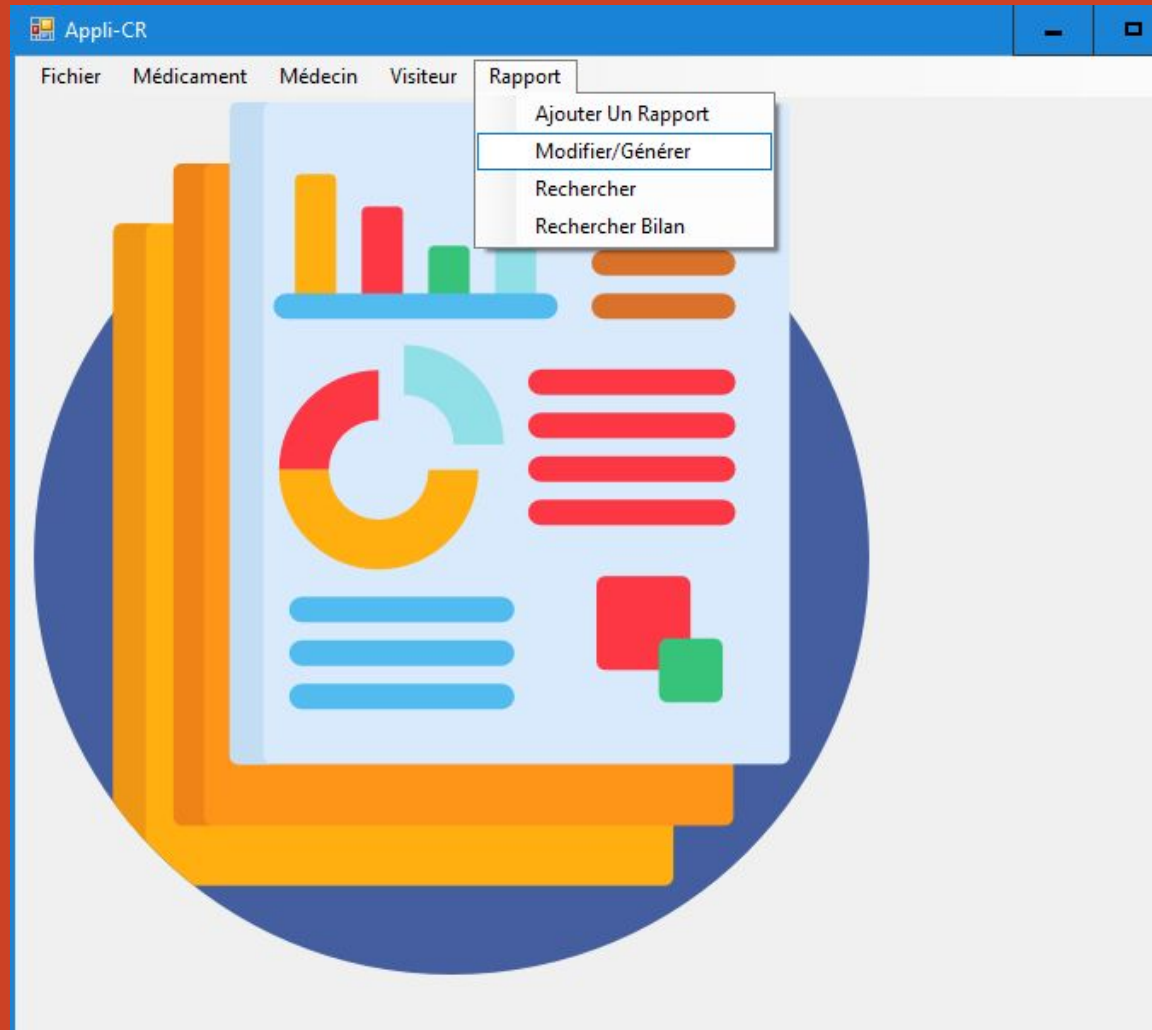 Appli-CR
Fichier Médicament Médecin Visiteur Rapport
Ajouter Un Rapport
Modifier/Générer
Rechercher
Rechercher Bilan